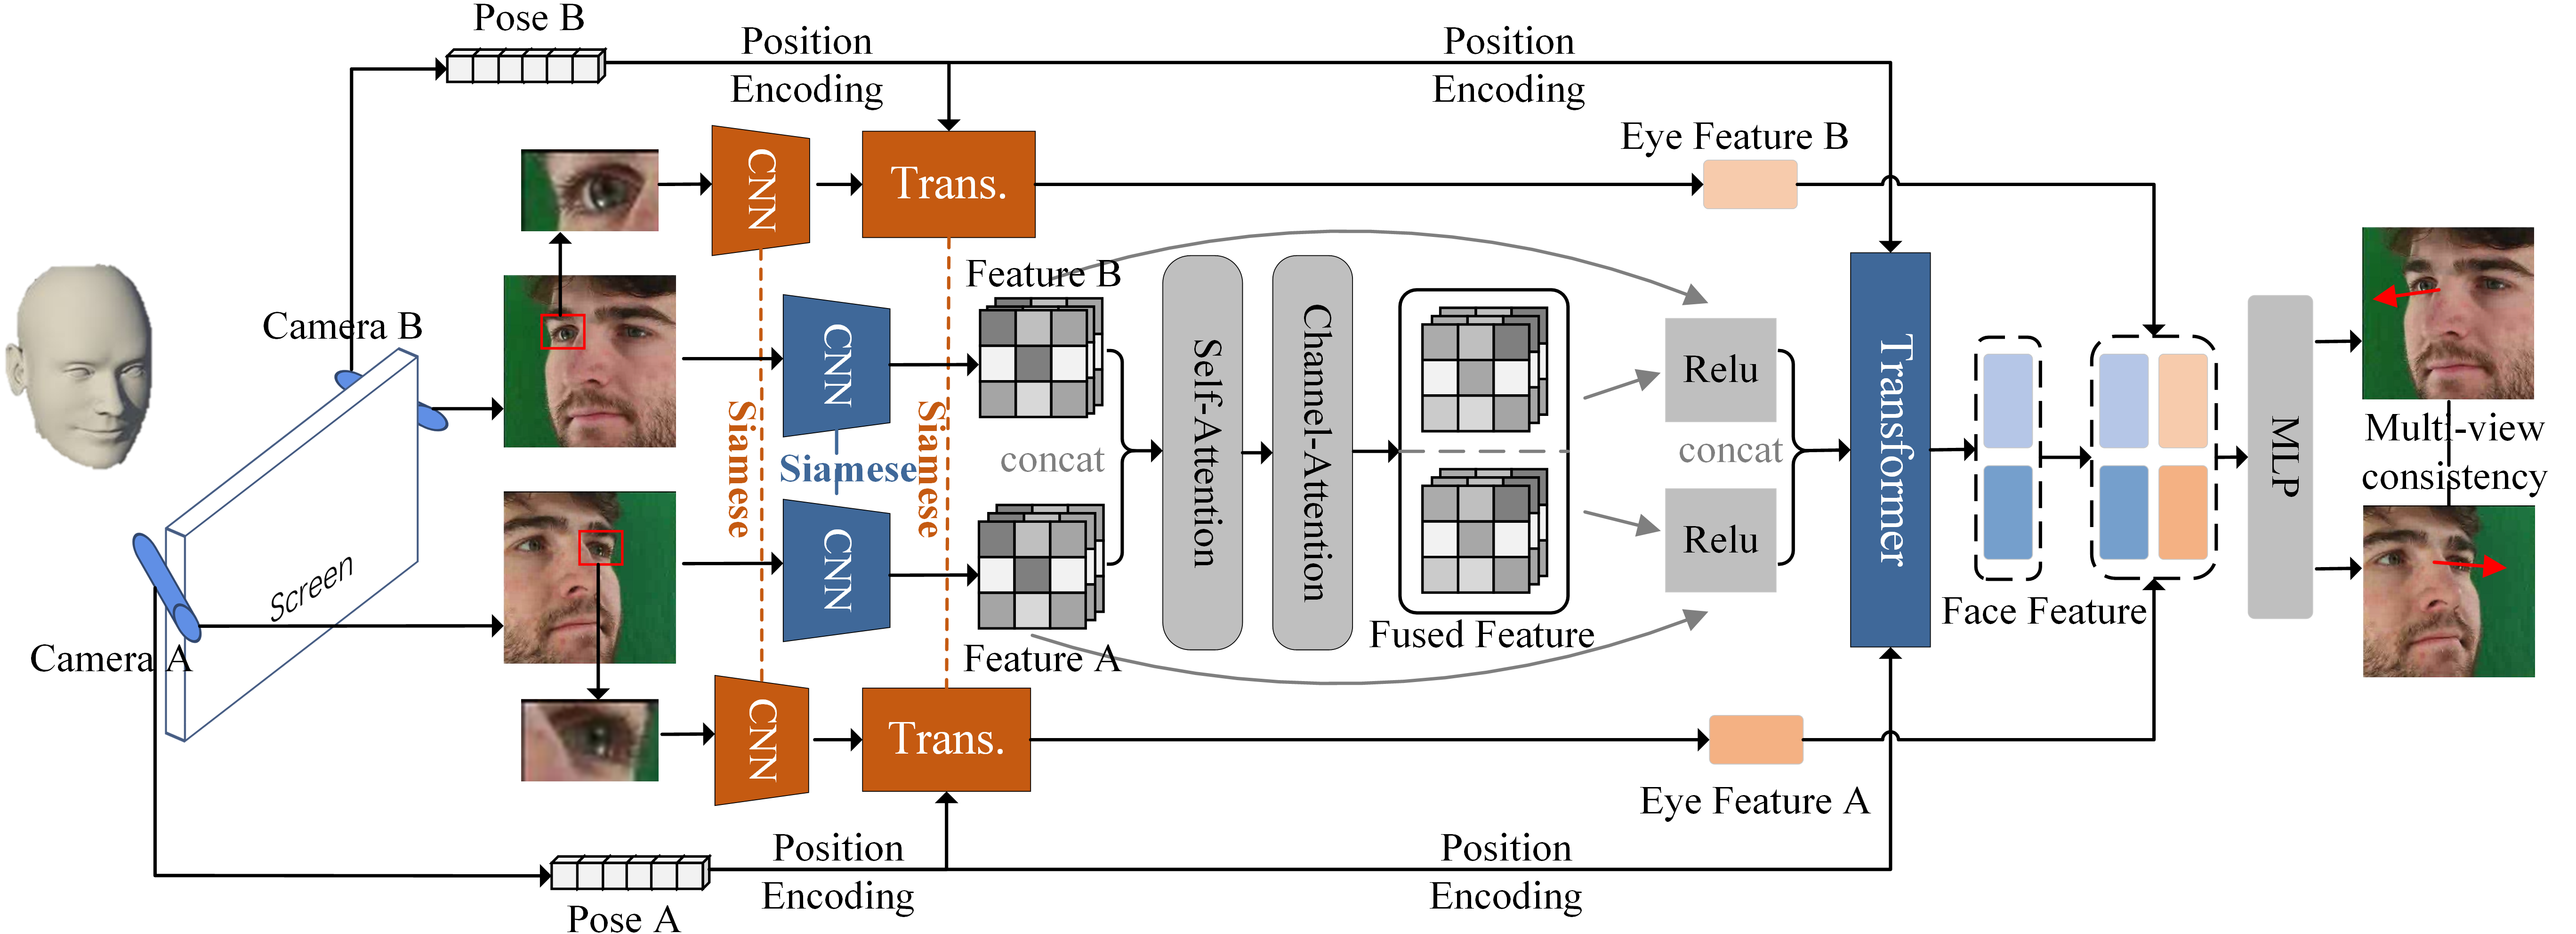 Pose B
Position
Encoding
Position
Encoding
Eye Feature B
CNN
Trans.
Camera B
Feature B
CNN
Siamese
Siamese
Siamese
concat
Self-Attention
Channel-Attention
Relu
concat
Relu
Transformer
MLP
Multi-view
consistency
Screen
CNN
Camera A
Feature A
Fused Feature
Face Feature
CNN
Trans.
Eye Feature A
Position
Encoding
Position
Encoding
Pose A